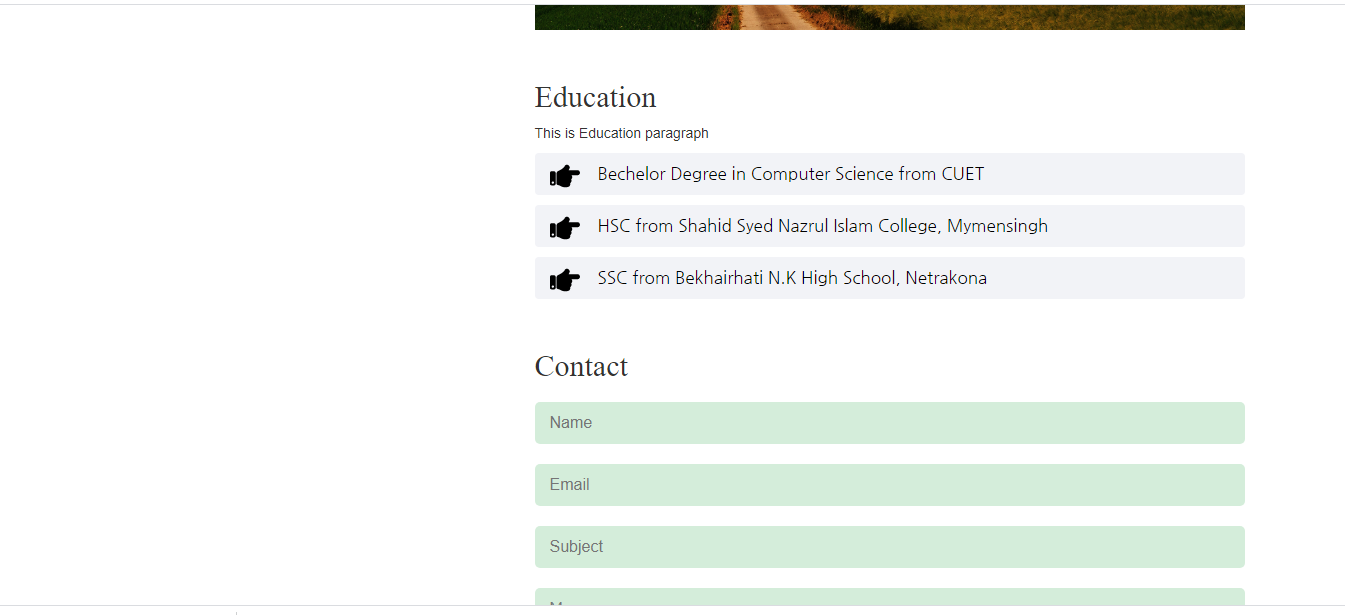 Education
This is Education paragraph
Bechelor Degree in Computer Science from CUET
HSC from Shahid Syed Nazrul Islam College, Mymensingh
SSC from Bekhairhati N.K High School, Netrakona
Contact
Name
Email
Subject